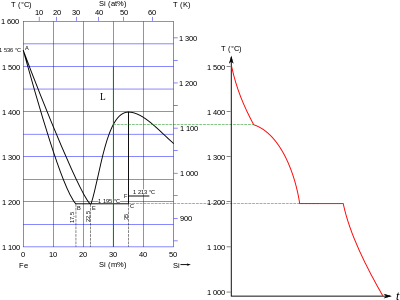 T (°C)
Si (at%)
T (K)
10 20 30 40 50 60
1 600
1 300
1 536 °C
A
T (°C)
1 500
1 500
1 200
L
1 400
1 400
1 100
1 300
1 300
1 000
1 213 °C
F
1 195 °C
1 200
B
E
C
1 200
17,5
22,5
35
900
1 100
1 100
0 10 20 30 40 50
Fe
Si (m%)
Si
1 000
t